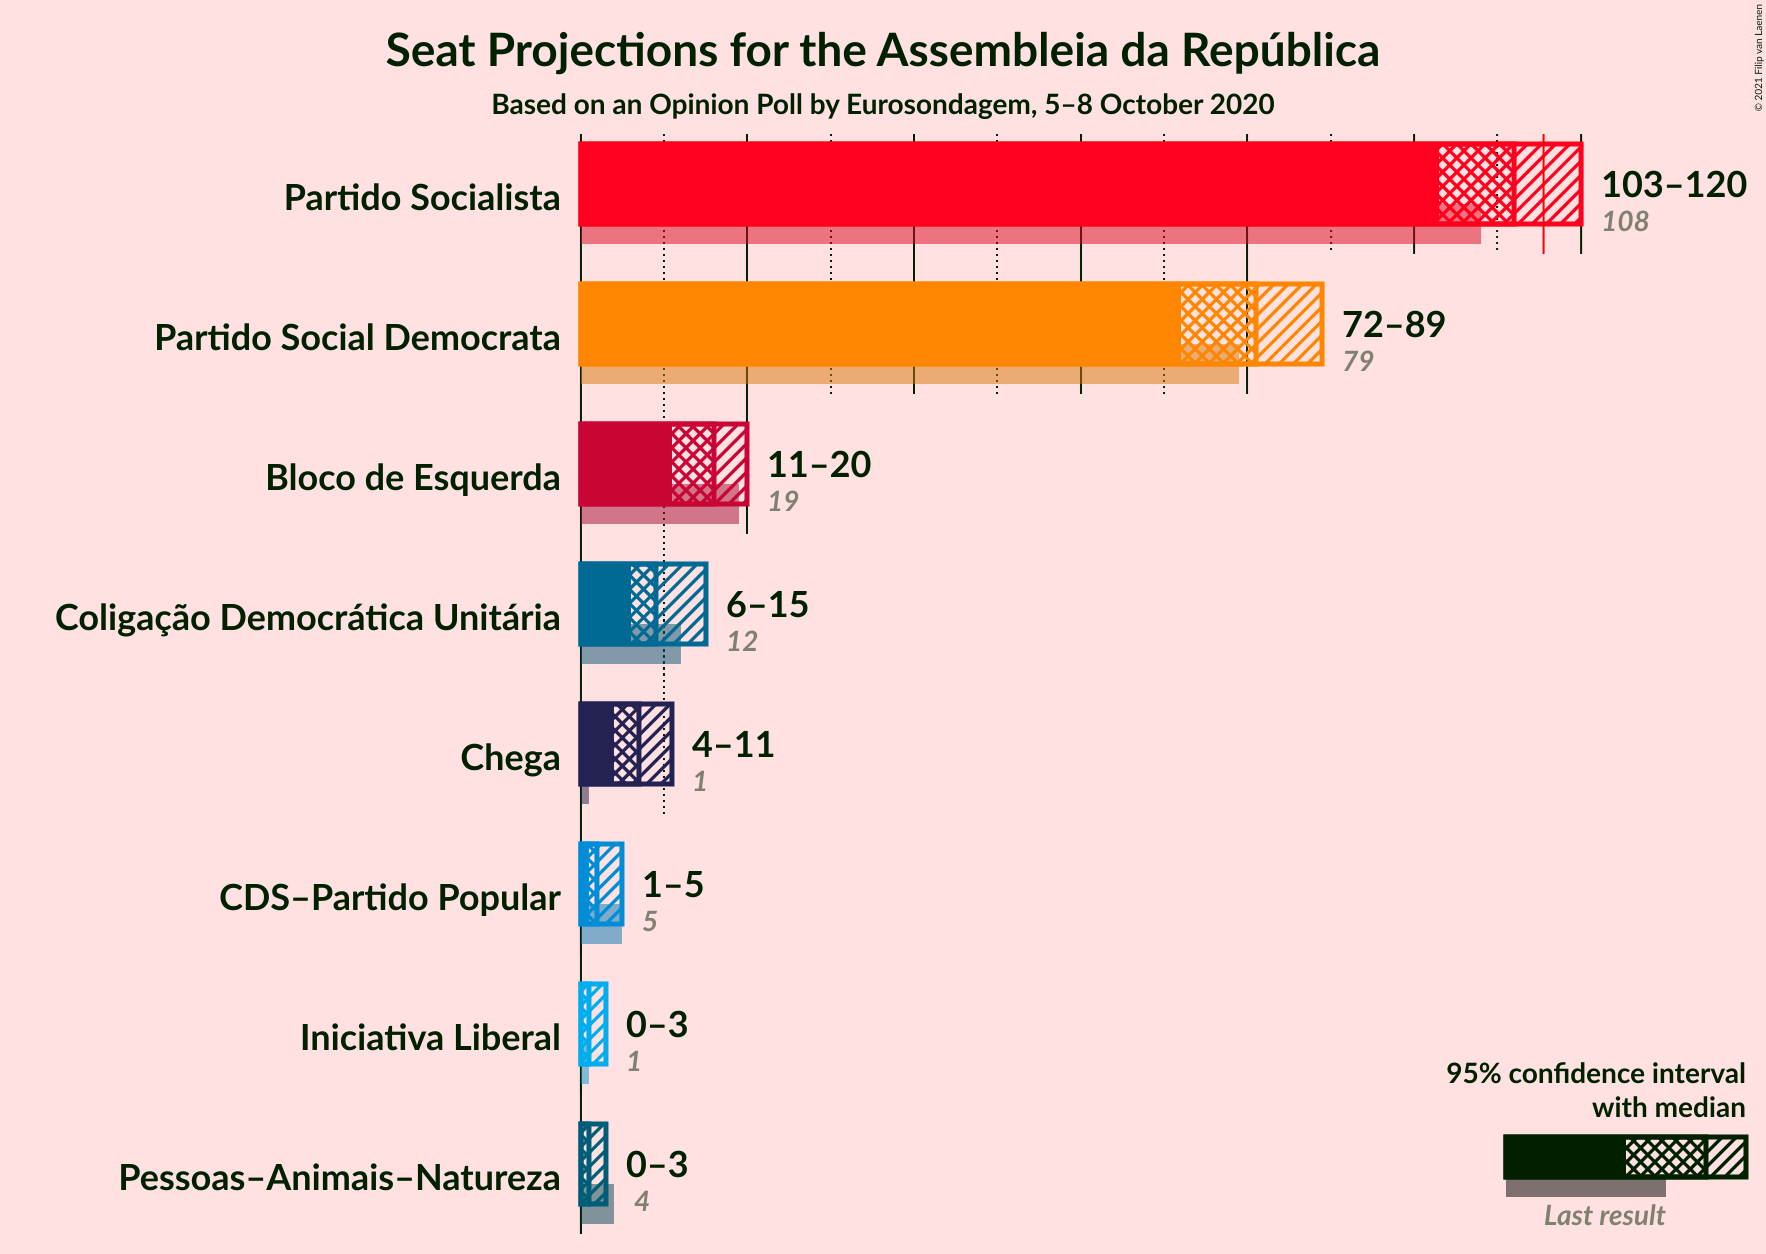 Seat Projections for the Assembleia da República
Based on an Opinion Poll by Eurosondagem, 5–8 October 2020
© 2021 Filip van Laenen
Partido Socialista
103–120
108
Partido Social Democrata
72–89
79
Bloco de Esquerda
11–20
19
Coligação Democrática Unitária
6–15
12
Chega
4–11
1
CDS–Partido Popular
1–5
5
Iniciativa Liberal
0–3
1
Pessoas–Animais–Natureza
0–3
4
95% confidence interval
with median
Last result